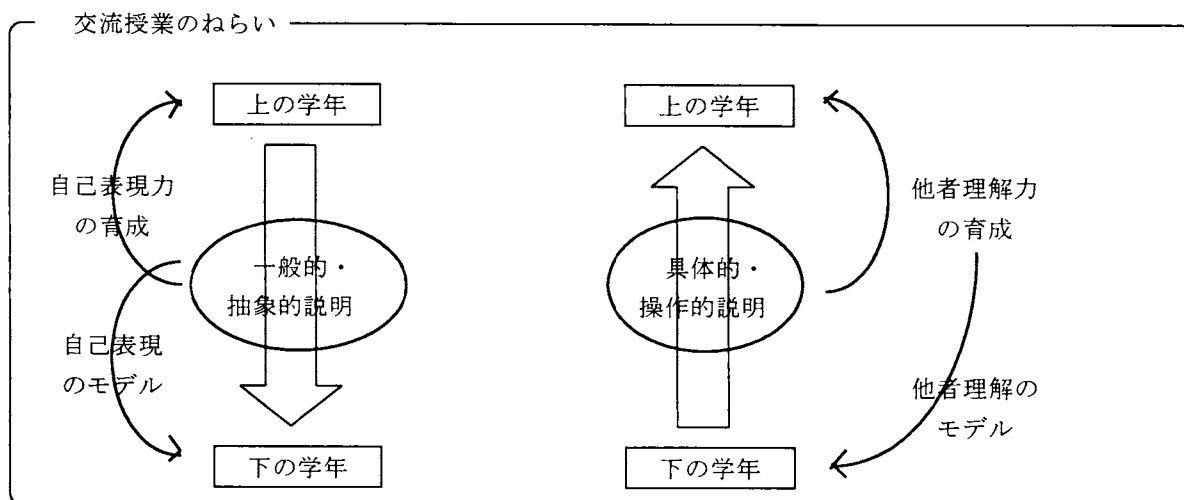 交流授業のねらい
上の学年
自己表現力
の育成
一般的・
抽象的説明
自己表現
のモデル
下の学年
上の学年
他者理解力
の育成
具体的・
操作的説明
他者理解の
モデル
下の学年